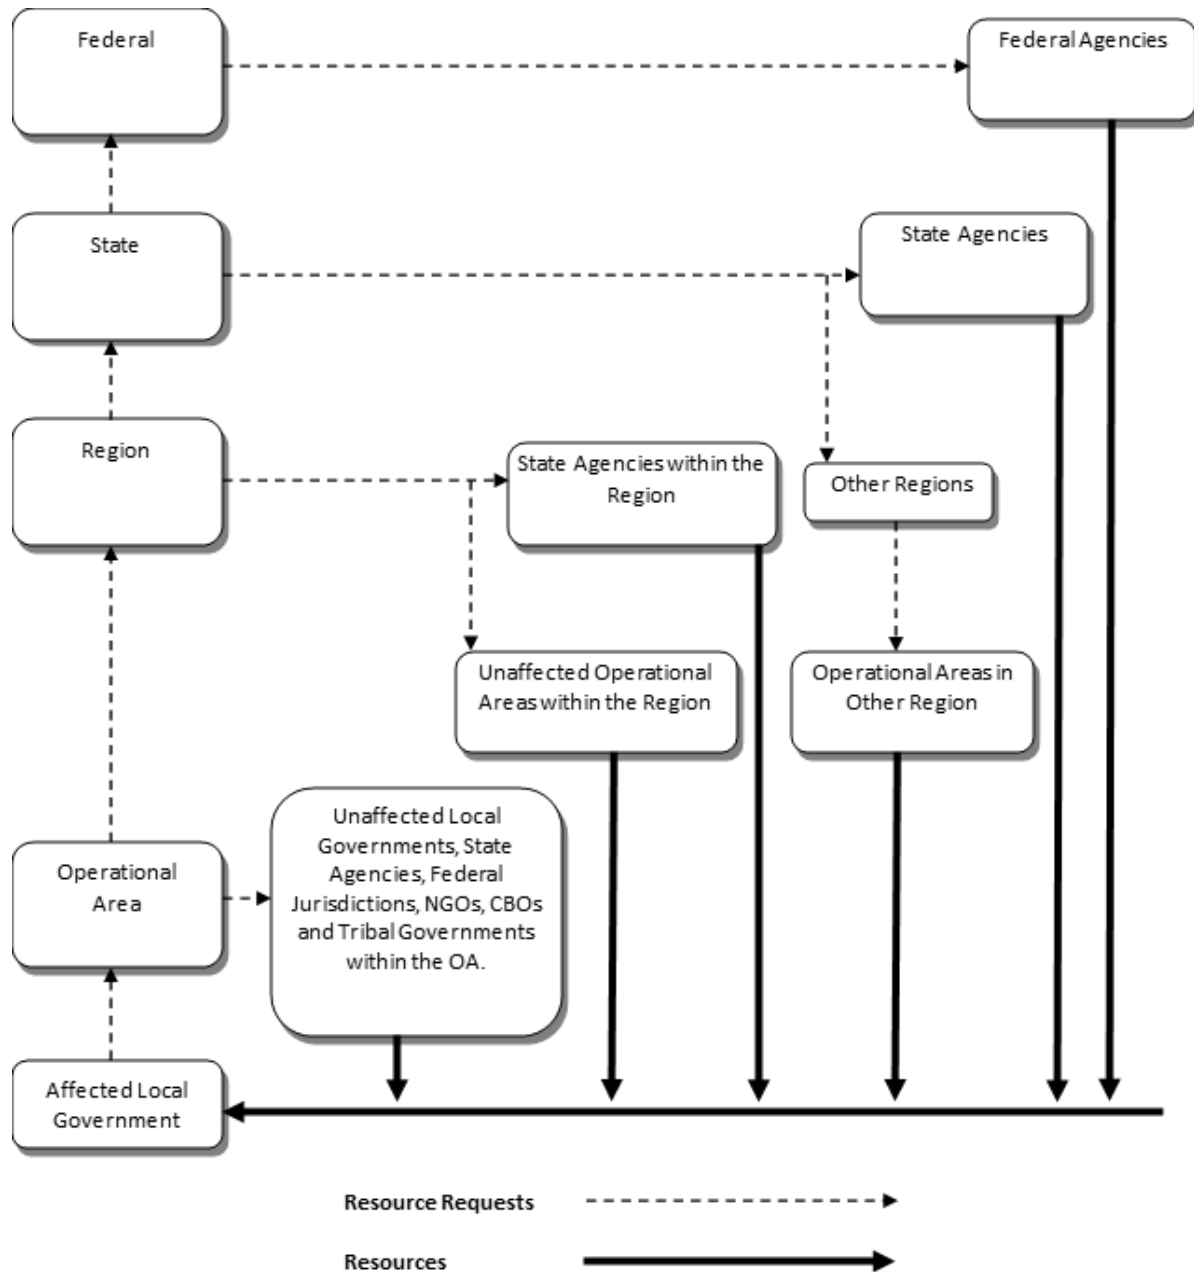 Federal
Federal Agencies
State
State Agencies
Region
State Agencies within the
Region
Other Regions
Unaffected Operational
Areas within the Region
Operational Areas in
Other Region
Unaffected Local
Governments, State
Agencies, Federal
Jurisdictions, NGOs, CBOs
and Tribal Governments
within the OA.
Operational
Area
Affected Local
Government
Resource Requests
Resources